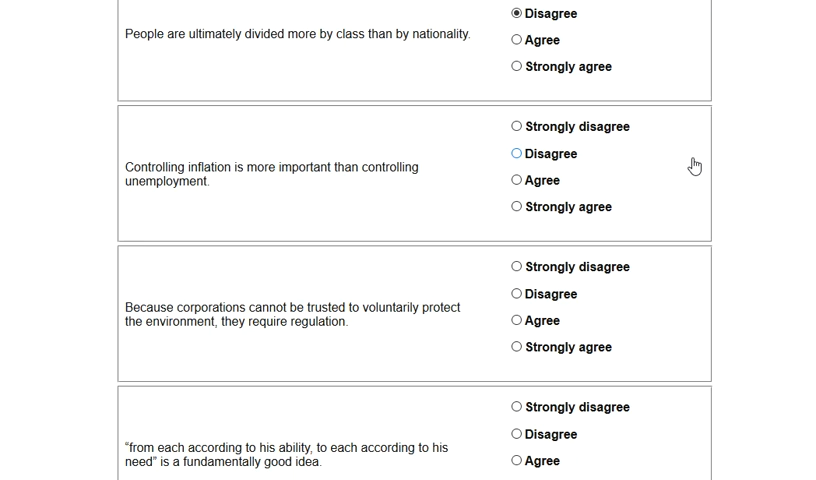 Disagree
People are ultimately divided more by class than by nationality.
Agree
Strongly agree
Strongly disagree
Disagree
Controlling inflation is more important than controlling
unemployment.
Agree
Strongly agree
Strongly disagree
Disagree
Because corporations cannot be trusted to voluntarily protect
the environment, they require regulation.
Agree
Strongly agree
Strongly disagree
Disagree
“from each according to his ability, to each according to his
need” is a fundamentally good idea.
Agree